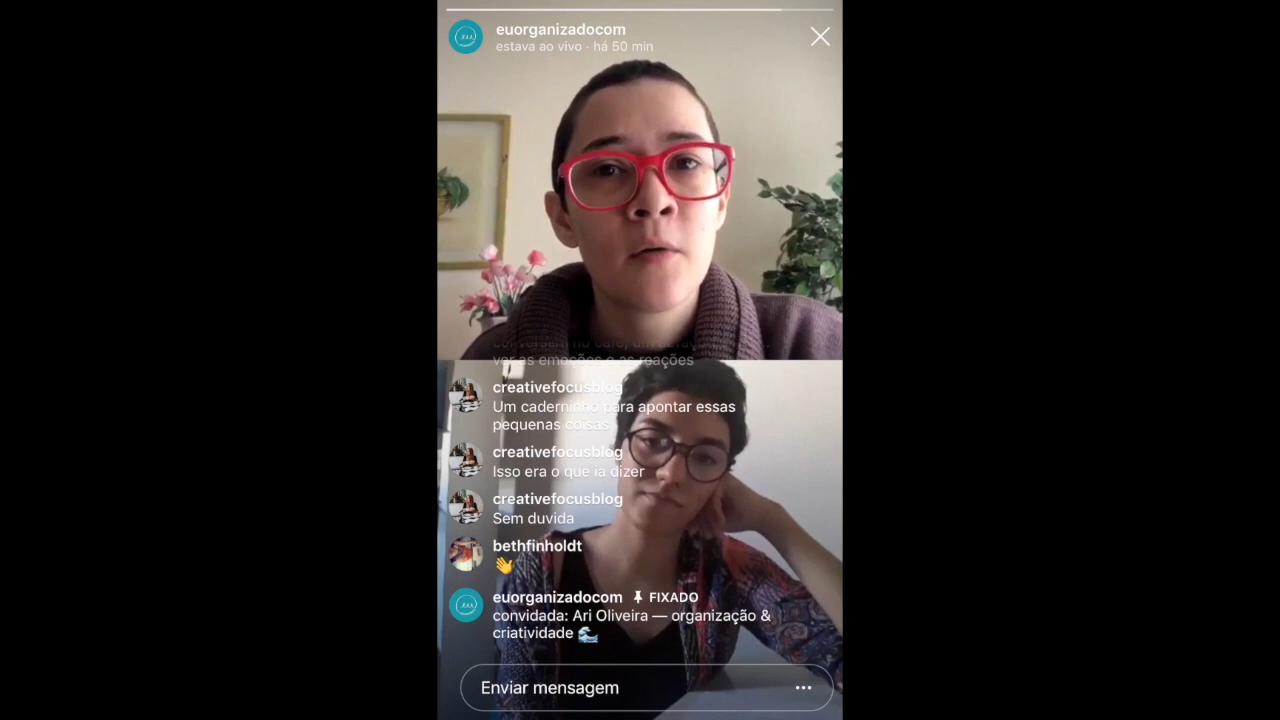 euorganizadocom
estava ao vivo · há 50 min
ver as emoções e as reações
creativefocusblog
Um caderninho para apontar essas
pequenas coisas
creativefocusblog
Isso era o que ia dizer
creativefocusblog
Sem duvida
bethfinholdt
👋
euorganizadocom FIXADO
convidada: Ari Oliveira — organização &
criatividade 🌊
Enviar mensagem